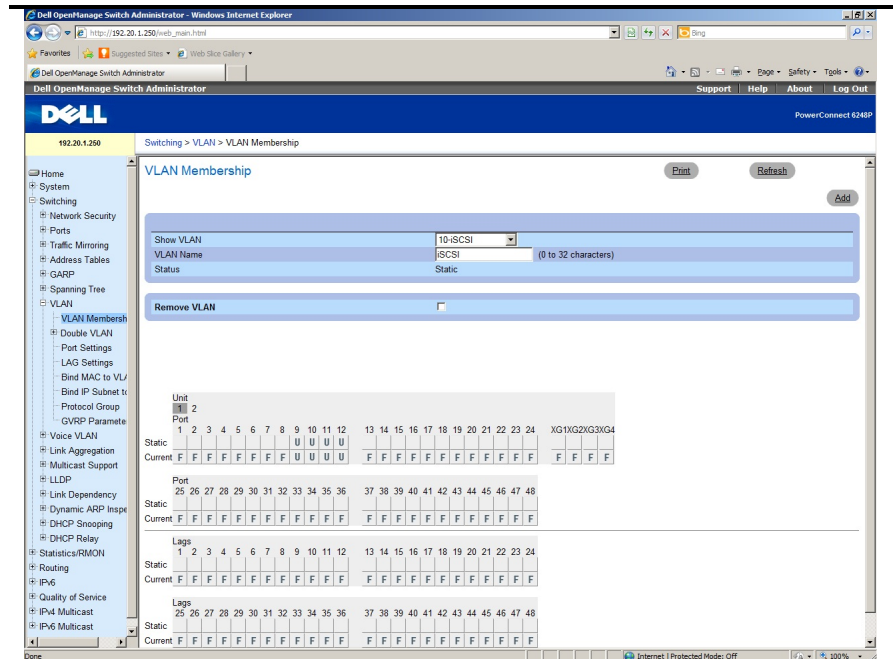 Dell OpenManage Switch Administrator - Windows Internet Explorer
http://192.20.1.250/web_main.html
Bing
Favorites Suggested Sites Web Slice Gallery
Dell OpenManage Switch Administrator
Page Safety Tools
Dell OpenManage Switch Administrator Support Help About Log Out
DELL
PowerConnect 6248P
192.20.1.250
Switching > VLAN > VLAN Membership
Home
System
Switching
Network Security
Ports
Traffic Mirroring
Address Tables
GARP
Spanning Tree
VLAN
VLAN Membersh
Double VLAN
Port Settings
LAG Settings
Bind MAC to VLA
Bind IP Subnet to
Protocol Group
GVRP Paramete
Voice VLAN
Link Aggregation
Multicast Support
LLDP
Link Dependency
Dynamic ARP Inspe
DHCP Snooping
DHCP Relay
Statistics/RMON
Routing
IPv6
Quality of Service
IPv4 Multicast
IPv6 Multicast
VLAN Membership
Print Refresh
Add
Show VLAN 10-iSCSI
VLAN Name iSCSI (0 to 32 characters)
Status Static
Remove VLAN
Unit
1 2
Port
1 2 3 4 5 6 7 8 9 10 11 12 13 14 15 16 17 18 19 20 21 22 23 24 XG1XG2XG3XG4
Static U U U U
Current F F F F F F F F U U U U F F F F F F F F F F F F F F F F
Port
25 26 27 28 29 30 31 32 33 34 35 36 37 38 39 40 41 42 43 44 45 46 47 48
Static
Current F F F F F F F F F F F F F F F F F F F F F F F F
Lags
1 2 3 4 5 6 7 8 9 10 11 12 13 14 15 16 17 18 19 20 21 22 23 24
Static
Current F F F F F F F F F F F F F F F F F F F F F F F F
Lags
25 26 27 28 29 30 31 32 33 34 35 36 37 38 39 40 41 42 43 44 45 46 47 48
Static
Current F F F F F F F F F F F F F F F F F F F F F F F F
Done Internet | Protected Mode: Off 100%